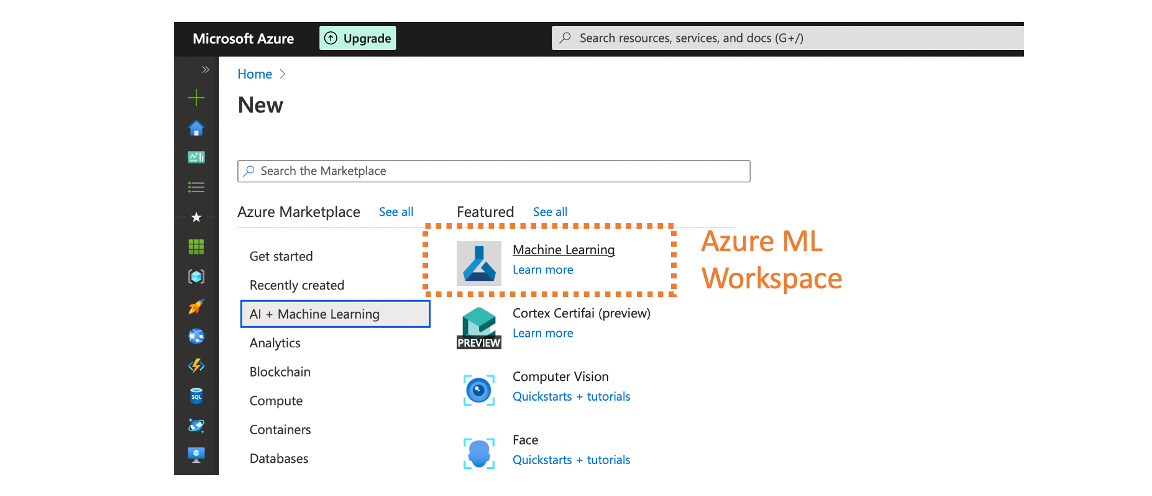 Microsoft Azure
Upgrade
Search resources, services, and docs (G+/)
»
Home >
New
Search the Marketplace
Azure Marketplace See all
Get started
Recently created
AI + Machine Learning
Analytics
Blockchain
Compute
Containers
Databases
Featured See all
Machine Learning
Learn more
PREVIEW
Cortex Certifai (preview)
Learn more
Computer Vision
Quickstarts + tutorials
Face
Quickstarts + tutorials
Azure ML
Workspace
SQL